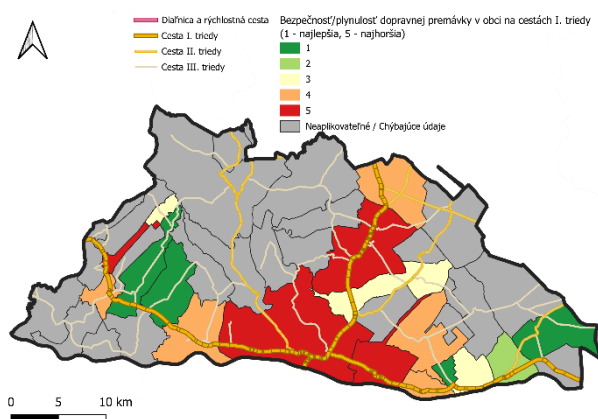 Diaľnica a rýchlostná cesta
Cesta I. triedy
Cesta II. triedy
Cesta III. triedy
Bezpečnosť/plynulosť dopravnej premávky v obci na cestách I. triedy
(1 - najlepšia, 5 - najhoršia)
1
2
3
4
5
Neaplikovateľné / Chýbajúce údaje
0 5 10 km